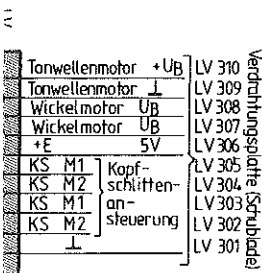 Tonwellenmotor +UB LV 310
Tonwellenmotor ⊥ LV 309
Wickelmotor UB LV 308
Wickelmotor UB LV 307
+E 5V LV 306
KS M1 LV 305
KS M2 LV 304
KS M1 LV 303
KS M2 LV 302
⊥ LV 301
Kopf-
schlitten-
an-
steuerung
Verdrahtungsplatte (Schublade)